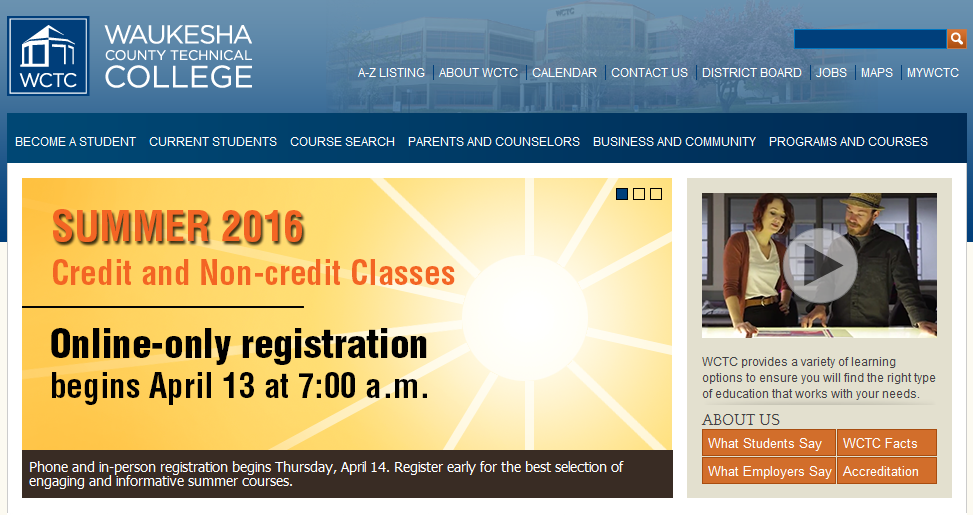 WCTC
WAUKESHA
COUNTY TECHNICAL
COLLEGE
WCTC
A-Z LISTING
ABOUT WCTC
CALENDAR
CONTACT US
DISTRICT BOARD
JOBS
MAPS
MYWCTC
BECOME A STUDENT
CURRENT STUDENTS
COURSE SEARCH
PARENTS AND COUNSELORS
BUSINESS AND COMMUNITY
PROGRAMS AND COURSES
SUMMER 2016
Credit and Non-credit Classes
Online-only registration
begins April 13 at 7:00 a.m.
Phone and in-person registration begins Thursday, April 14. Register early for the best selection of
engaging and informative summer courses.
WCTC provides a variety of learning
options to ensure you will find the right type
of education that works with your needs.
ABOUT US
What Students Say
WCTC Facts
What Employers Say
Accreditation